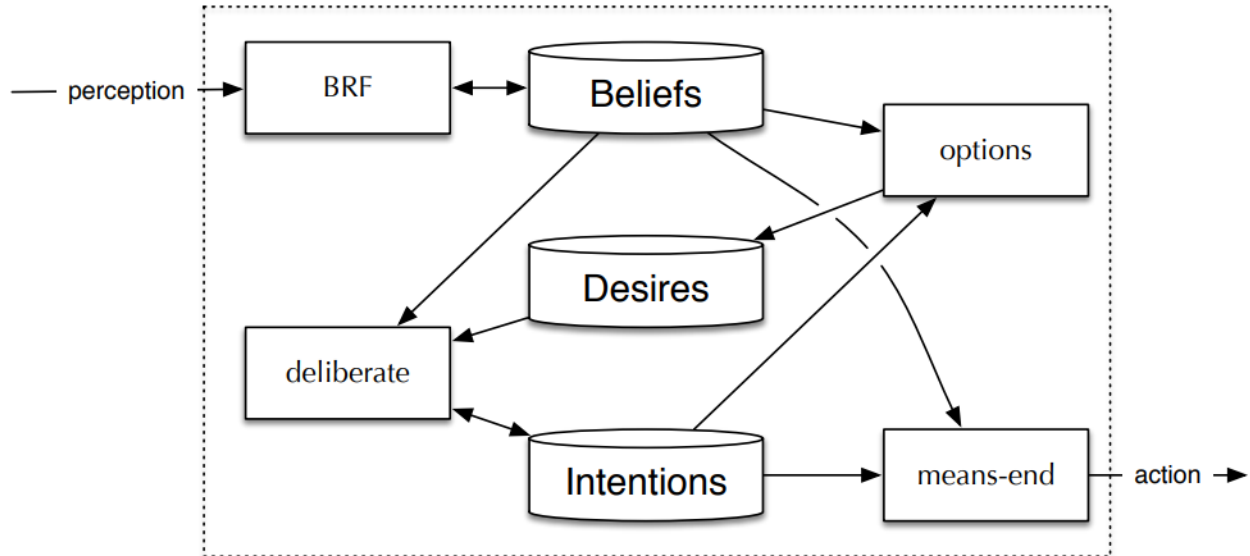 perception
BRF
Beliefs
options
Desires
deliberate
Intentions
means-end
action